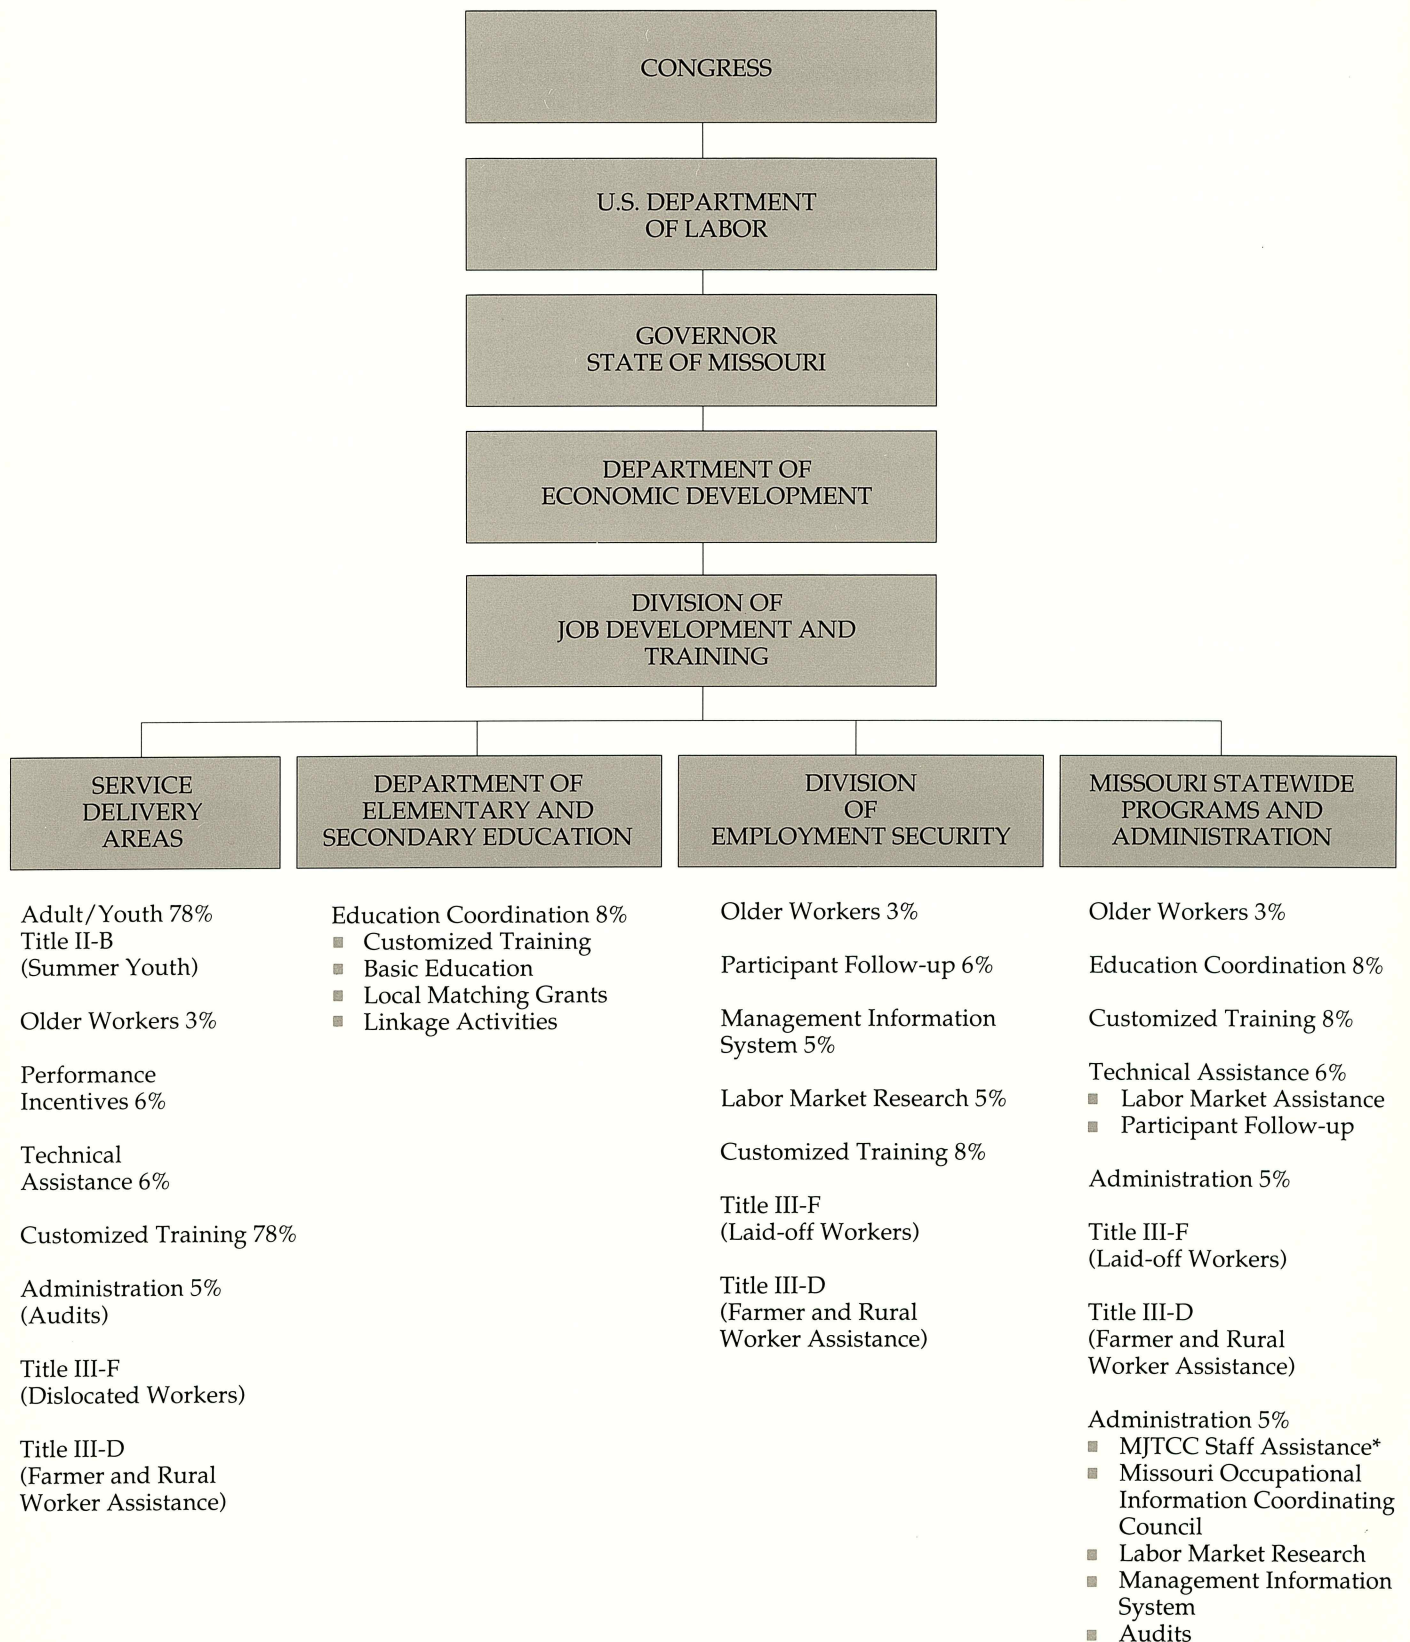 CONGRESS
U.S. DEPARTMENT
OF LABOR
GOVERNOR
STATE OF MISSOURI
DEPARTMENT OF
ECONOMIC DEVELOPMENT
DIVISION OF
JOB DEVELOPMENT AND
TRAINING
SERVICE
DELIVERY
AREAS
Adult/Youth 78%
Title II-B
(Summer Youth)
Older Workers 3%
Performance
Incentives 6%
Technical
Assistance 6%
Customized Training 78%
Administration 5%
(Audits)
Title III-F
(Dislocated Workers)
Title III-D
(Farmer and Rural
Worker Assistance)
DEPARTMENT OF
ELEMENTARY AND
SECONDARY EDUCATION
Education Coordination 8%
Customized Training
Basic Education
Local Matching Grants
Linkage Activities
DIVISION
OF
EMPLOYMENT SECURITY
Older Workers 3%
Participant Follow-up 6%
Management Information
System 5%
Labor Market Research 5%
Customized Training 8%
Title III-F
(Laid-off Workers)
Title III-D
(Farmer and Rural
Worker Assistance)
MISSOURI STATEWIDE
PROGRAMS AND
ADMINISTRATION
Older Workers 3%
Education Coordination 8%
Customized Training 8%
Technical Assistance 6%
Labor Market Assistance
Participant Follow-up
Administration 5%
Title III-F
(Laid-off Workers)
Title III-D
(Farmer and Rural
Worker Assistance)
Administration 5%
MJTCC Staff Assistance*
Missouri Occupational
Information Coordinating
Council
Labor Market Research
Management Information
System
Audits